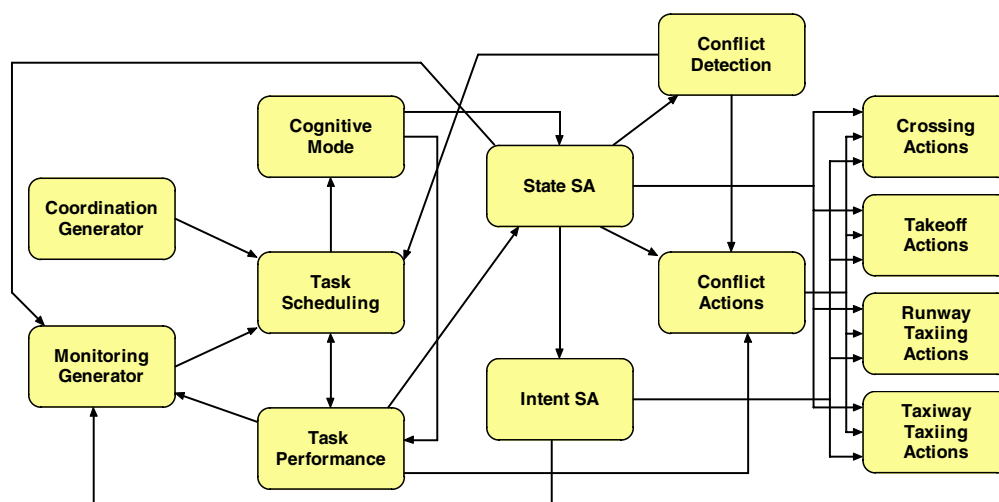 Conflict
Detection
Cognitive
Mode
Crossing
Actions
State SA
Coordination
Generator
Takeoff
Actions
Task
Scheduling
Conflict
Actions
Runway
Taxiing
Actions
Monitoring
Generator
Intent SA
Task
Performance
Taxiway
Taxiing
Actions